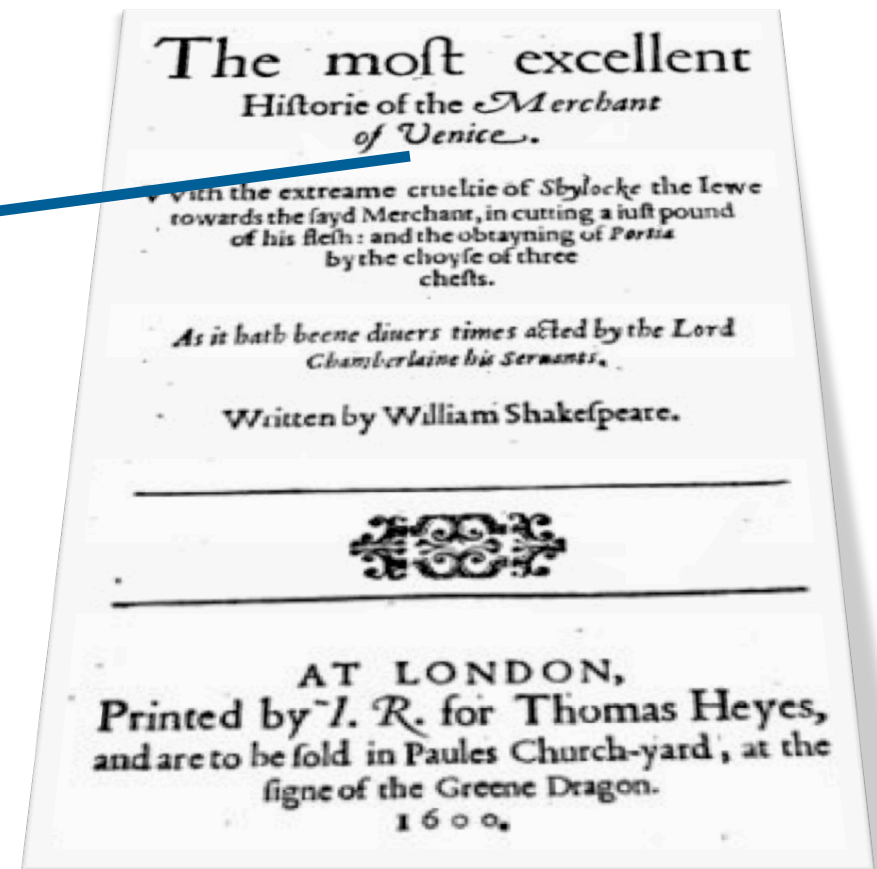 The moſt excellent
Hiſtorie of the Merchant
of Venice.
VVith the extreame crueltie of Shylocke the Iewe
towards the ſayd Merchant, in cutting a iuſt pound
of his fleſh: and the obtayning of Portia
by the choyſe of three
cheſts.
As it hath beene diuers times acted by the Lord
Chamberlaine his Seruants.
Written by William Shakeſpeare.
AT LONDON,
Printed by I. R. for Thomas Heyes,
and are to be ſold in Paules Church-yard, at the
ſigne of the Greene Dragon.
1600.